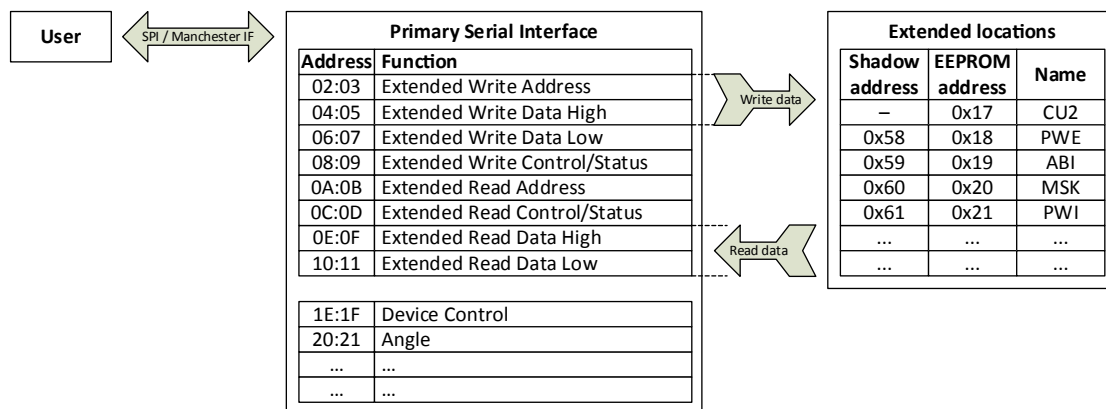 User
SPI / Manchester IF
Primary Serial Interface
Address Function
02:03 Extended Write Address
04:05 Extended Write Data High
06:07 Extended Write Data Low
08:09 Extended Write Control/Status
0A:0B Extended Read Address
0C:0D Extended Read Control/Status
0E:0F Extended Read Data High
10:11 Extended Read Data Low
1E:1F Device Control
20:21 Angle
... ...
... ...
Write data
Read data
Extended locations
Shadow address EEPROM address Name
– 0x17 CU2
0x58 0x18 PWE
0x59 0x19 ABI
0x60 0x20 MSK
0x61 0x21 PWI
... ... ...
... ... ...